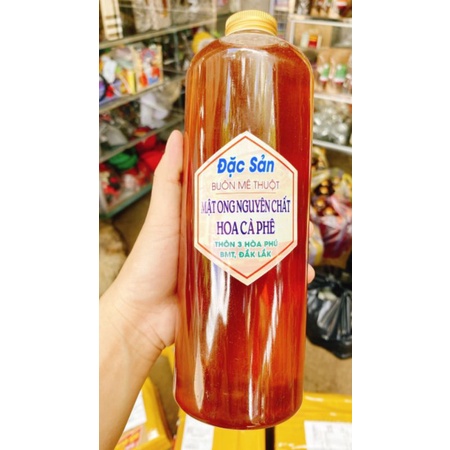 Đặc Sản
BUÔN MÊ THUỘT
MẬT ONG NGUYÊN CHẤT
HOA CÀ PHÊ
THÔN 3 HÒA PHÚ
BMT, ĐẮK LẮK